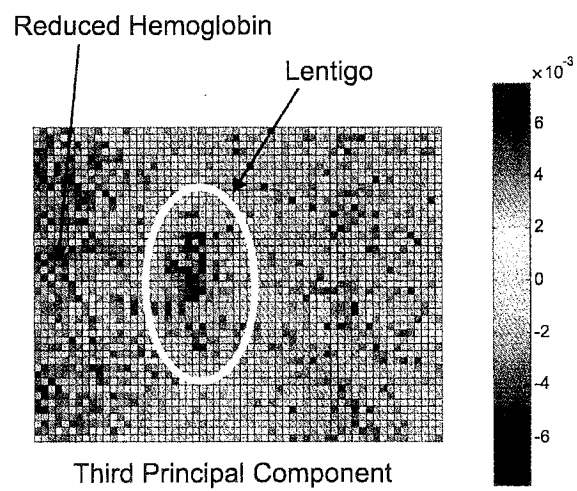 Reduced Hemoglobin
Lentigo
×10⁻³
6
4
2
0
-2
-4
-6
Third Principal Component